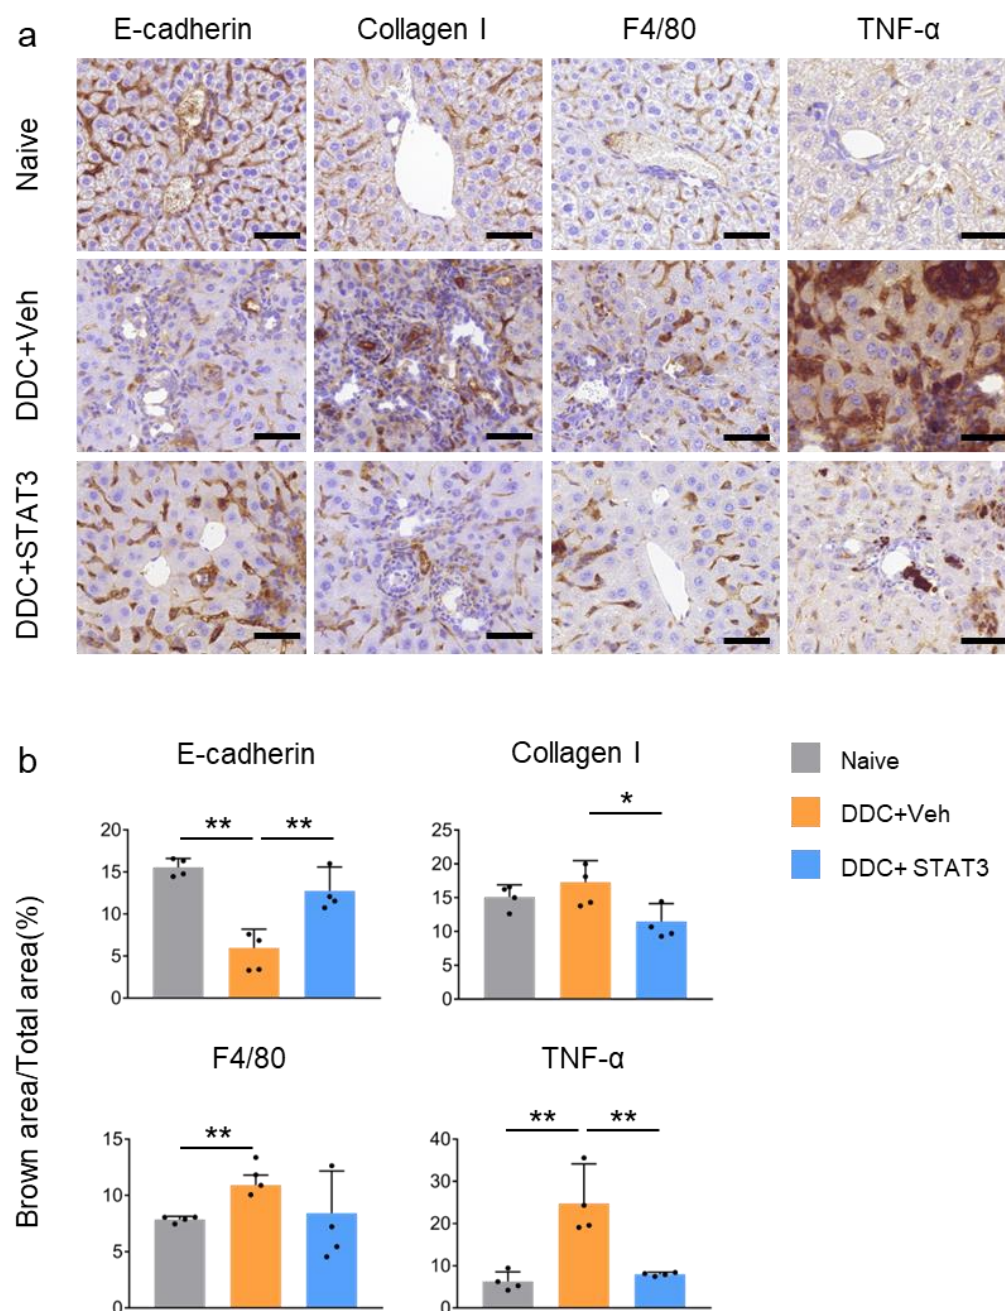 a
E-cadherin
Collagen I
F4/80
TNF-α
Naive
DDC+Veh
DDC+STAT3
b
E-cadherin
Collagen I
Naive
DDC+Veh
DDC+ STAT3
Brown area/Total area(%)
** **
20
15
10
5
0
*
25
20
15
10
5
0
F4/80
TNF-α
**
15
10
5
0
** **
40
30
20
10
0